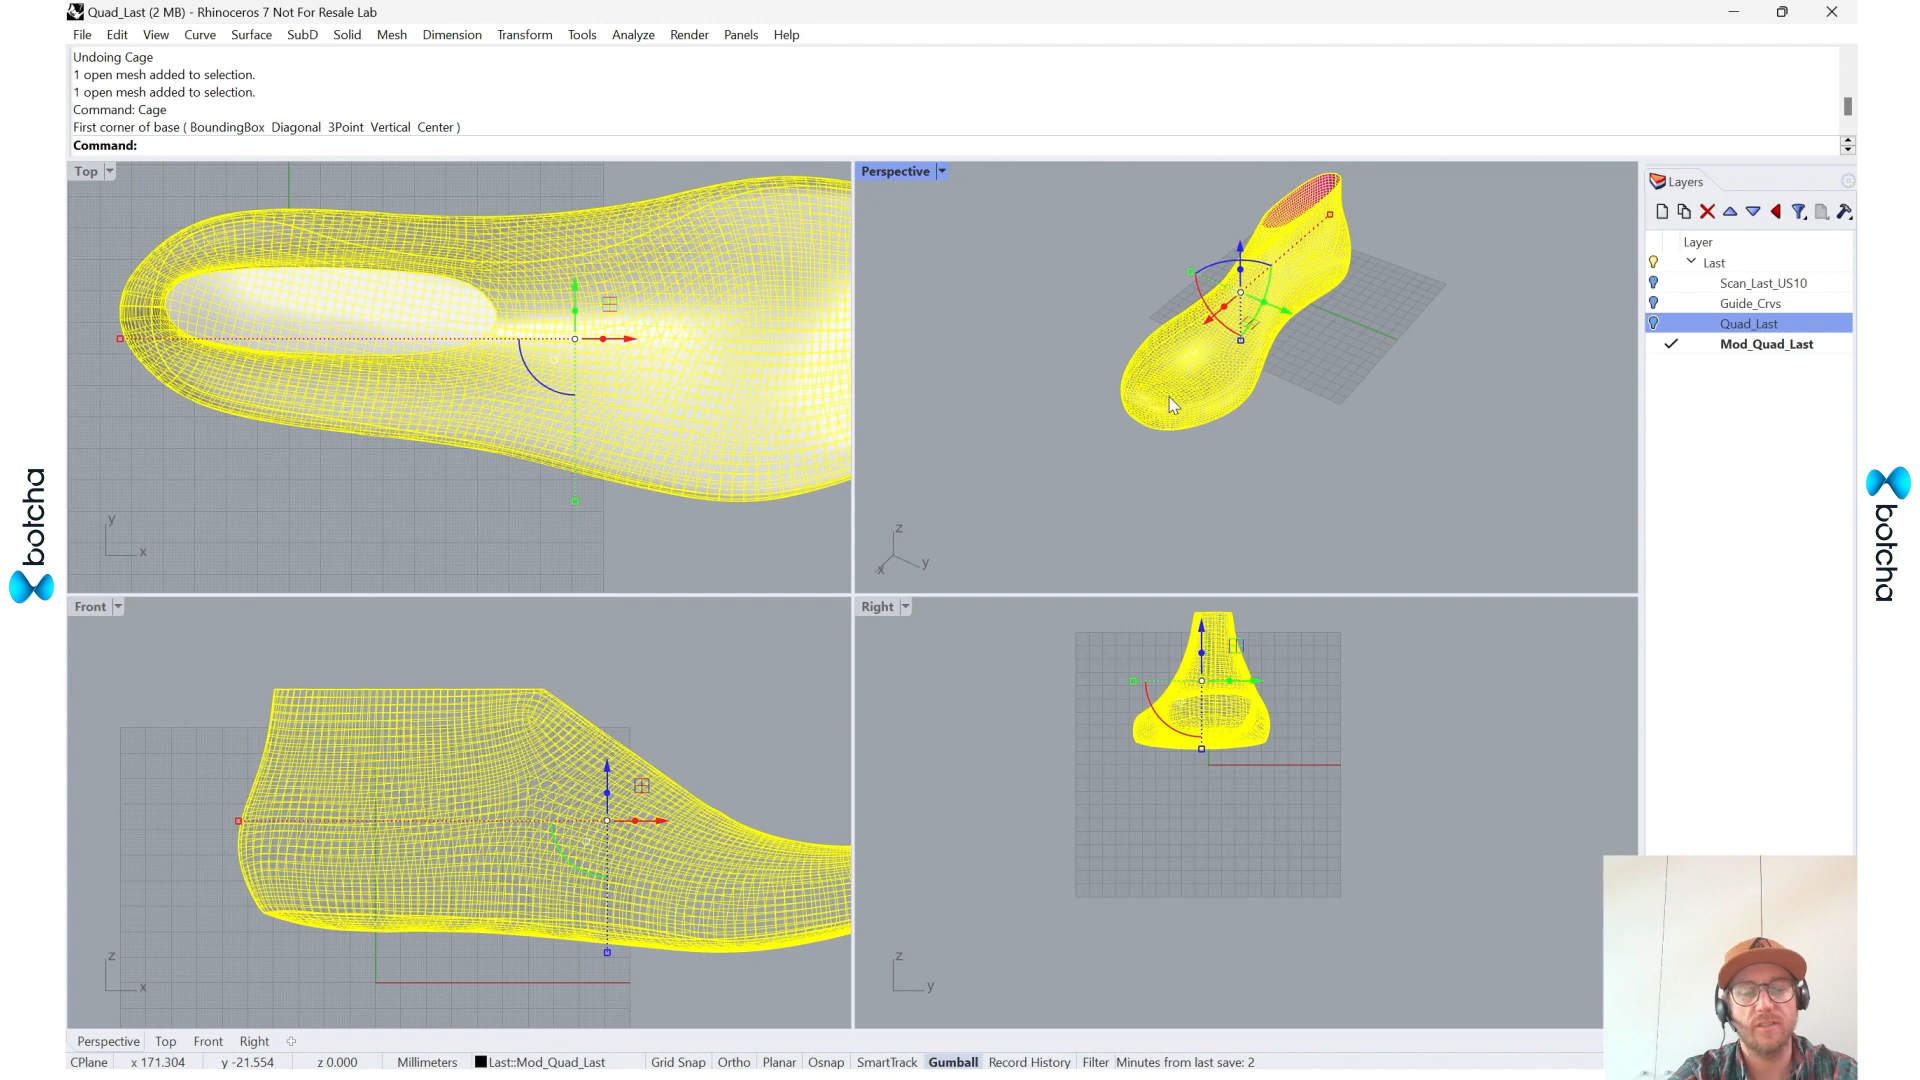 Quad_Last (2 MB) - Rhinoceros 7 Not For Resale Lab
File Edit View Curve Surface SubD Solid Mesh Dimension Transform Tools Analyze Render Panels Help
Undoing Cage
1 open mesh added to selection.
1 open mesh added to selection.
Command: Cage
First corner of base ( BoundingBox Diagonal 3Point Vertical Center )
Command:
Top
Perspective
Layers
Layer
Last
Scan_Last_US10
Guide_Crvs
Quad_Last
Mod_Quad_Last
y
x
z
x
y
Front
Right
z
x
z
y
botcha
botcha
Perspective Top Front Right
CPlane x 171.304 y -21.554 z 0.000 Millimeters Last::Mod_Quad_Last Grid Snap Ortho Planar Osnap SmartTrack Gumball Record History Filter Minutes from last save: 2